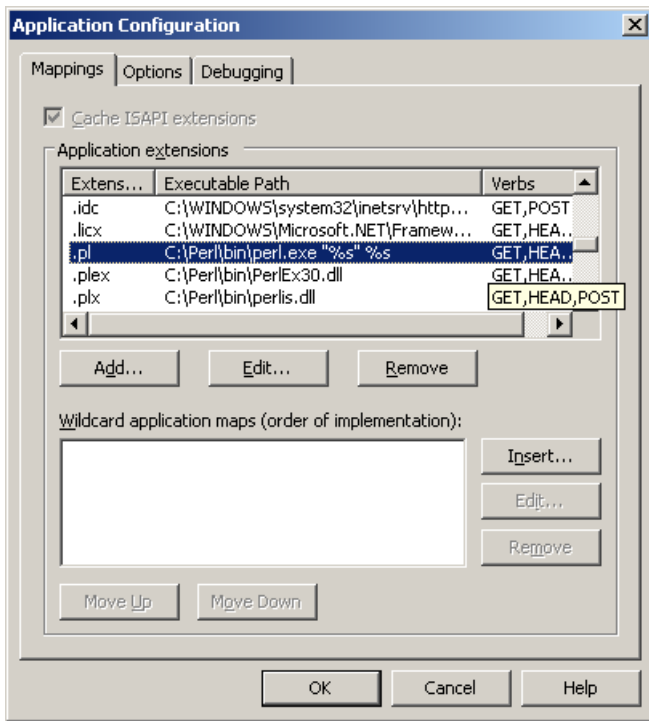 Application Configuration
Mappings Options Debugging
Cache ISAPI extensions
Application extensions
Extens... Executable Path Verbs
.idc C:\WINDOWS\system32\inetsrv\http... GET,POST
.licx C:\WINDOWS\Microsoft.NET\Framew... GET,HEA...
.pl C:\Perl\bin\perl.exe "%s" %s GET,HEA...
.plex C:\Perl\bin\PerlEx30.dll GET,HEA...
.plx C:\Perl\bin\perlis.dll GET,HEAD,POST
Add... Edit... Remove
Wildcard application maps (order of implementation):
Insert...
Edit...
Remove
Move Up Move Down
OK Cancel Help